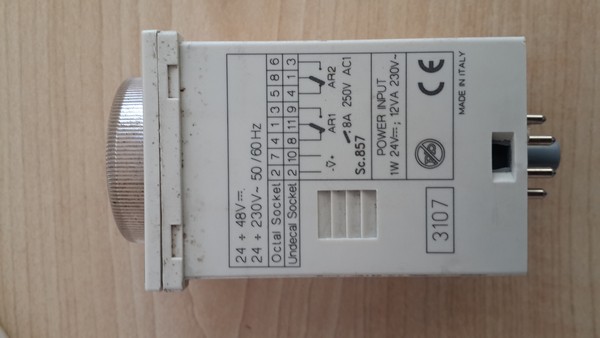 24 ÷ 48V⎓
24 ÷ 230V~ 50/60Hz
Octal Socket 2 7 4 1 3 5 8 6
Undecal Socket 2 10 8 11 9 4 1 3
AR1 AR2
8A 250V AC1
Sc.857
POWER INPUT
1W 24V⎓; 12VA 230V~
3107
CE
MADE IN ITALY